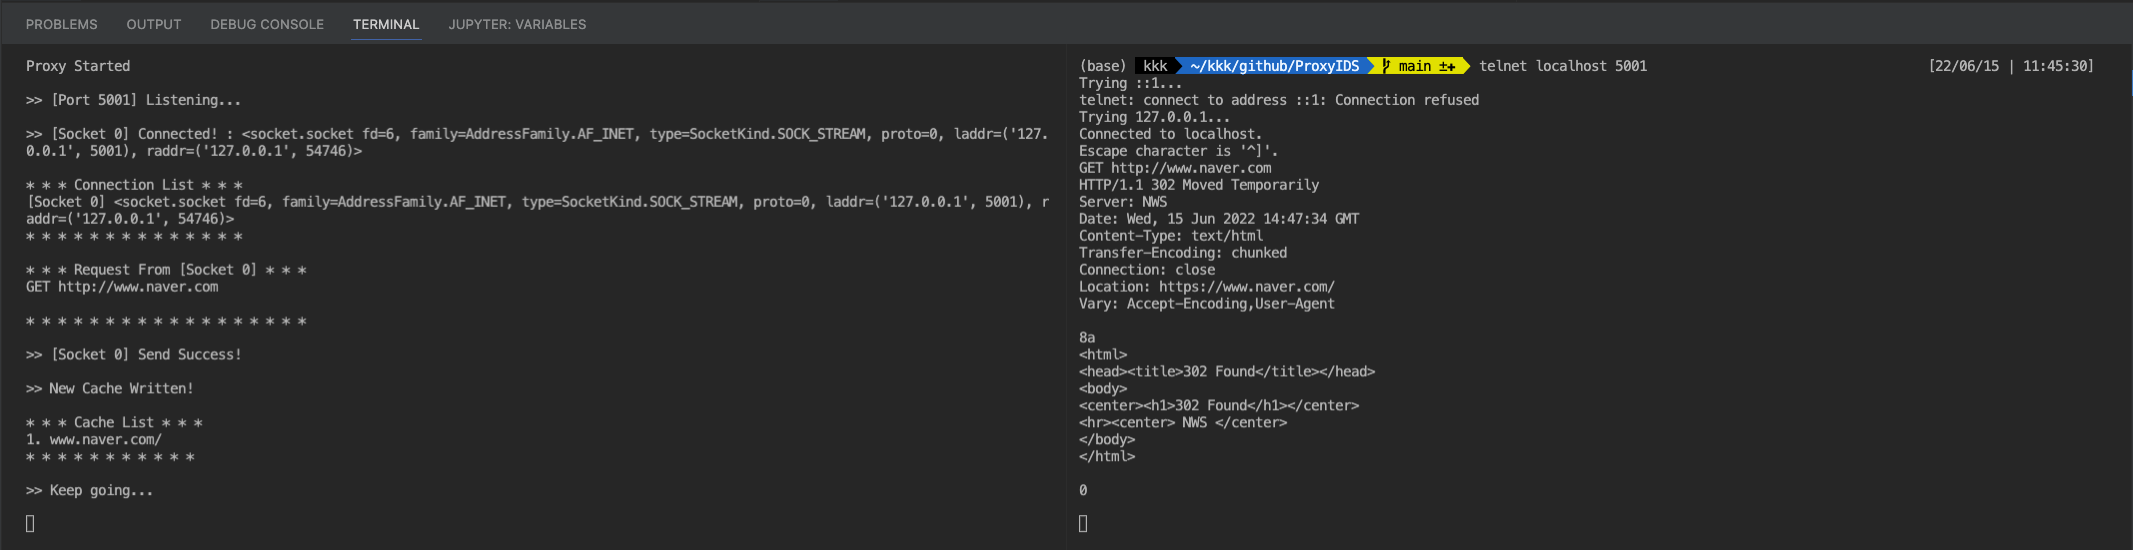 PROBLEMS OUTPUT DEBUG CONSOLE TERMINAL JUPYTER: VARIABLES
Proxy Started
>> [Port 5001] Listening...
>> [Socket 0] Connected! : <socket.socket fd=6, family=AddressFamily.AF_INET, type=SocketKind.SOCK_STREAM, proto=0, laddr=('127.
0.0.1', 5001), raddr=('127.0.0.1', 54746)>
* * * Connection List * * *
[Socket 0] <socket.socket fd=6, family=AddressFamily.AF_INET, type=SocketKind.SOCK_STREAM, proto=0, laddr=('127.0.0.1', 5001), r
addr=('127.0.0.1', 54746)>
* * * * * * * * * * * * * *
* * * Request From [Socket 0] * * *
GET http://www.naver.com
* * * * * * * * * * * * * * * * * *
>> [Socket 0] Send Success!
>> New Cache Written!
* * * Cache List * * *
1. www.naver.com/
* * * * * * * * * * *
>> Keep going...
(base) kkk ~/kkk/github/ProxyIDS main ±✚ telnet localhost 5001 [22/06/15 | 11:45:30]
Trying ::1...
telnet: connect to address ::1: Connection refused
Trying 127.0.0.1...
Connected to localhost.
Escape character is '^]'.
GET http://www.naver.com
HTTP/1.1 302 Moved Temporarily
Server: NWS
Date: Wed, 15 Jun 2022 14:47:34 GMT
Content-Type: text/html
Transfer-Encoding: chunked
Connection: close
Location: https://www.naver.com/
Vary: Accept-Encoding,User-Agent
8a
<html>
<head><title>302 Found</title></head>
<body>
<center><h1>302 Found</h1></center>
<hr><center> NWS </center>
</body>
</html>
0